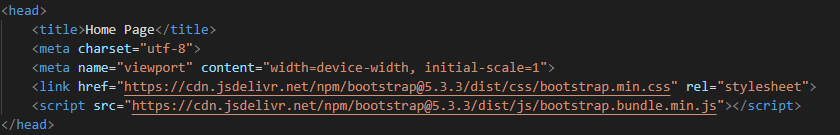 <head>
<title>Home Page</title>
<meta charset="utf-8">
<meta name="viewport" content="width=device-width, initial-scale=1">
<link href="https://cdn.jsdelivr.net/npm/bootstrap@5.3.3/dist/css/bootstrap.min.css" rel="stylesheet">
<script src="https://cdn.jsdelivr.net/npm/bootstrap@5.3.3/dist/js/bootstrap.bundle.min.js"></script>
</head>